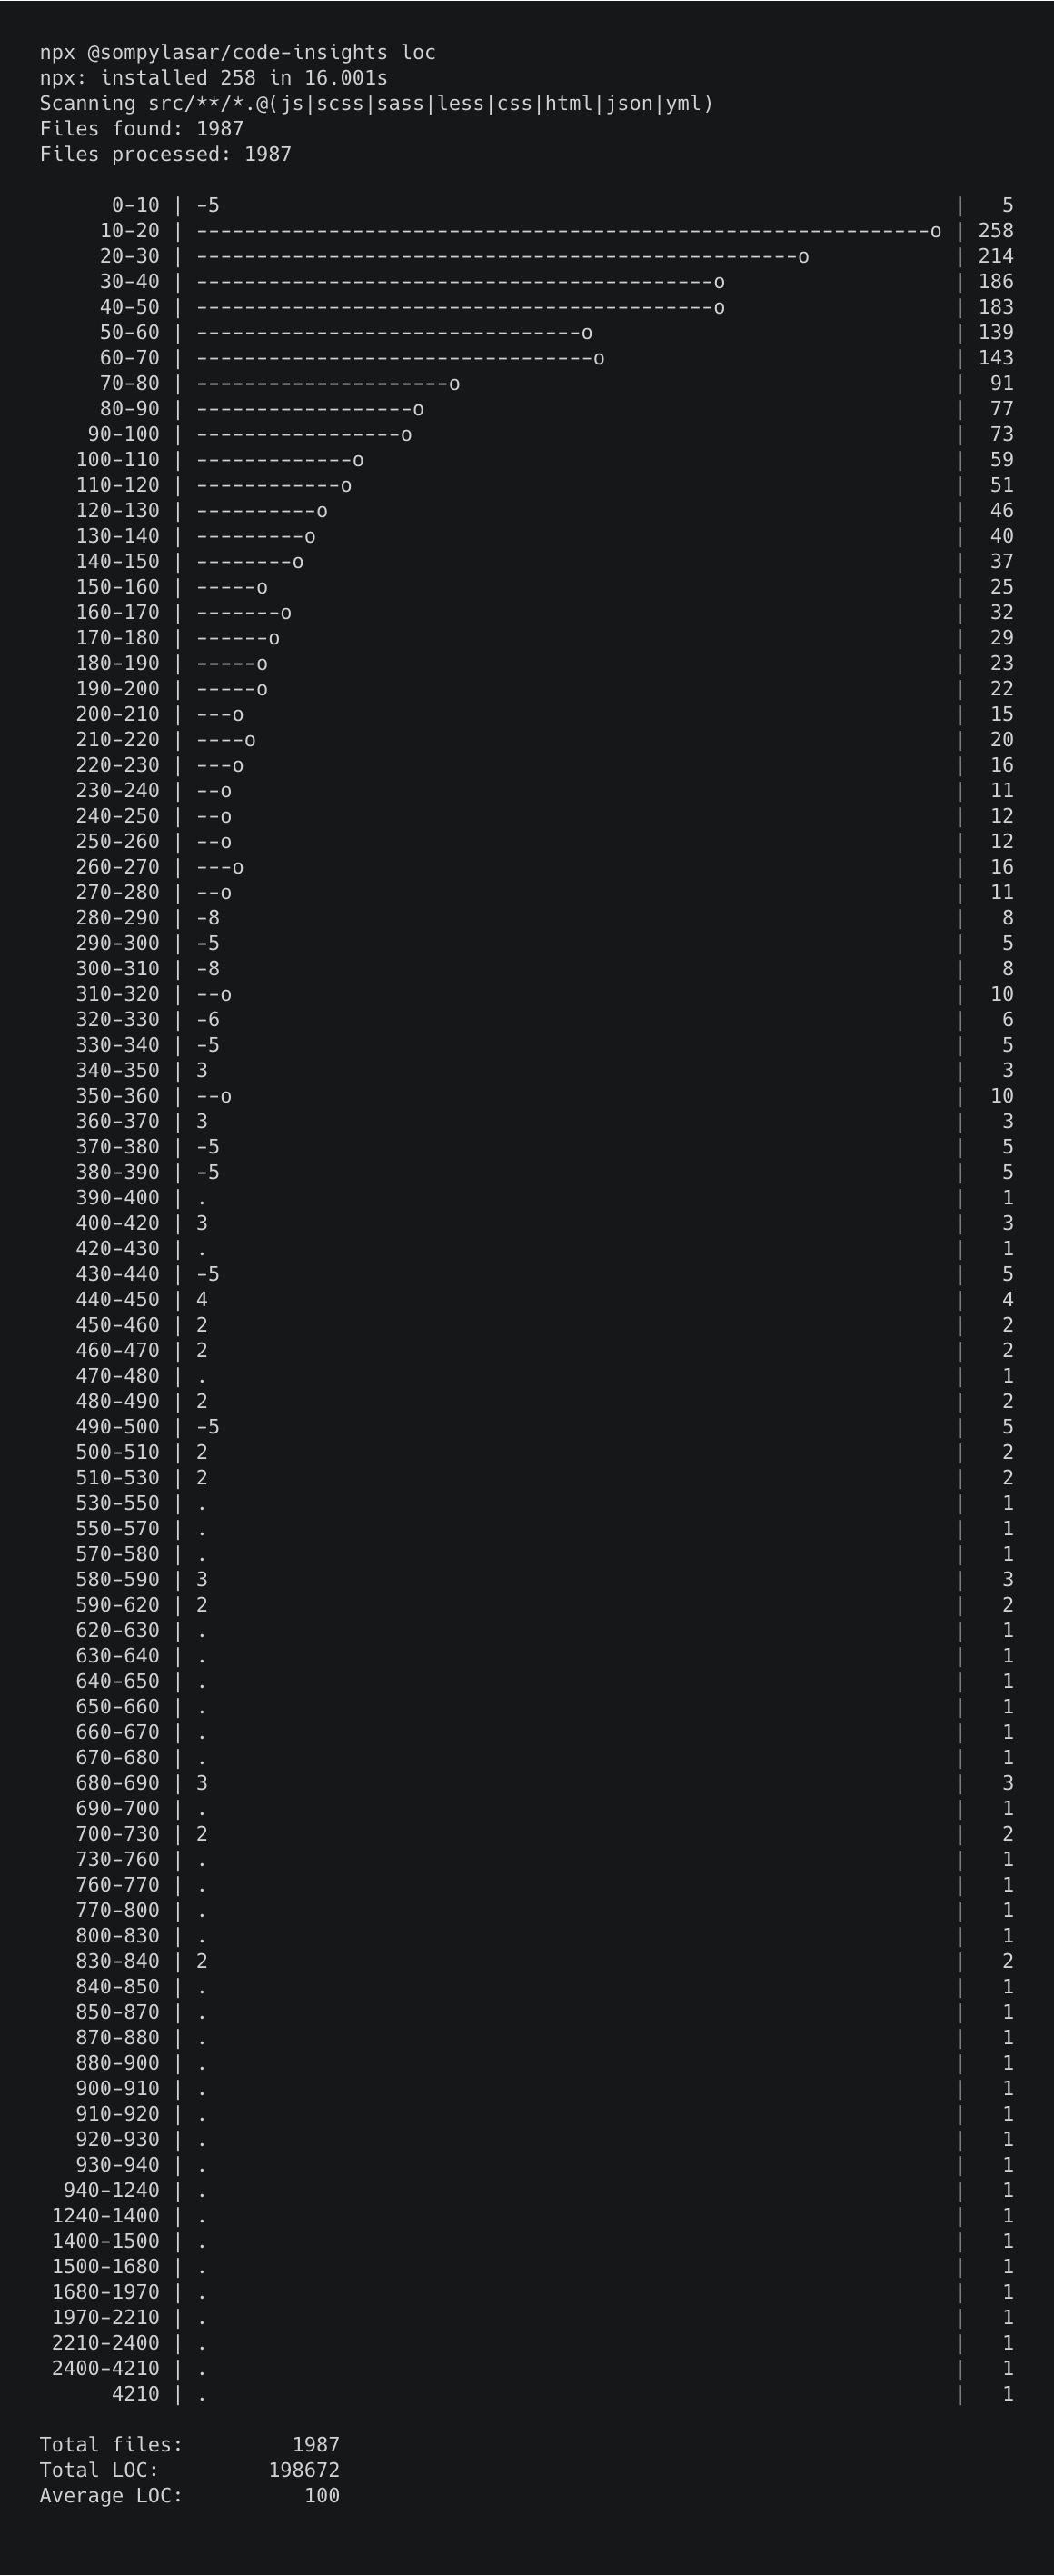 npx @sompylasar/code-insights loc
npx: installed 258 in 16.001s
Scanning src/**/*.@(js|scss|sass|less|css|html|json|yml)
Files found: 1987
Files processed: 1987
0-10 | -5 | 5
10-20 | -------------------------------------------------------------o | 258
20-30 | --------------------------------------------------o | 214
30-40 | -------------------------------------------o | 186
40-50 | -------------------------------------------o | 183
50-60 | --------------------------------o | 139
60-70 | ---------------------------------o | 143
70-80 | ---------------------o | 91
80-90 | ------------------o | 77
90-100 | -----------------o | 73
100-110 | -------------o | 59
110-120 | ------------o | 51
120-130 | ----------o | 46
130-140 | ---------o | 40
140-150 | --------o | 37
150-160 | -----o | 25
160-170 | -------o | 32
170-180 | ------o | 29
180-190 | -----o | 23
190-200 | -----o | 22
200-210 | ---o | 15
210-220 | ----o | 20
220-230 | ---o | 16
230-240 | --o | 11
240-250 | --o | 12
250-260 | --o | 12
260-270 | ---o | 16
270-280 | --o | 11
280-290 | -8 | 8
290-300 | -5 | 5
300-310 | -8 | 8
310-320 | --o | 10
320-330 | -6 | 6
330-340 | -5 | 5
340-350 | 3 | 3
350-360 | --o | 10
360-370 | 3 | 3
370-380 | -5 | 5
380-390 | -5 | 5
390-400 | . | 1
400-420 | 3 | 3
420-430 | . | 1
430-440 | -5 | 5
440-450 | 4 | 4
450-460 | 2 | 2
460-470 | 2 | 2
470-480 | . | 1
480-490 | 2 | 2
490-500 | -5 | 5
500-510 | 2 | 2
510-530 | 2 | 2
530-550 | . | 1
550-570 | . | 1
570-580 | . | 1
580-590 | 3 | 3
590-620 | 2 | 2
620-630 | . | 1
630-640 | . | 1
640-650 | . | 1
650-660 | . | 1
660-670 | . | 1
670-680 | . | 1
680-690 | 3 | 3
690-700 | . | 1
700-730 | 2 | 2
730-760 | . | 1
760-770 | . | 1
770-800 | . | 1
800-830 | . | 1
830-840 | 2 | 2
840-850 | . | 1
850-870 | . | 1
870-880 | . | 1
880-900 | . | 1
900-910 | . | 1
910-920 | . | 1
920-930 | . | 1
930-940 | . | 1
940-1240 | . | 1
1240-1400 | . | 1
1400-1500 | . | 1
1500-1680 | . | 1
1680-1970 | . | 1
1970-2210 | . | 1
2210-2400 | . | 1
2400-4210 | . | 1
4210 | . | 1
Total files: 1987
Total LOC: 198672
Average LOC: 100